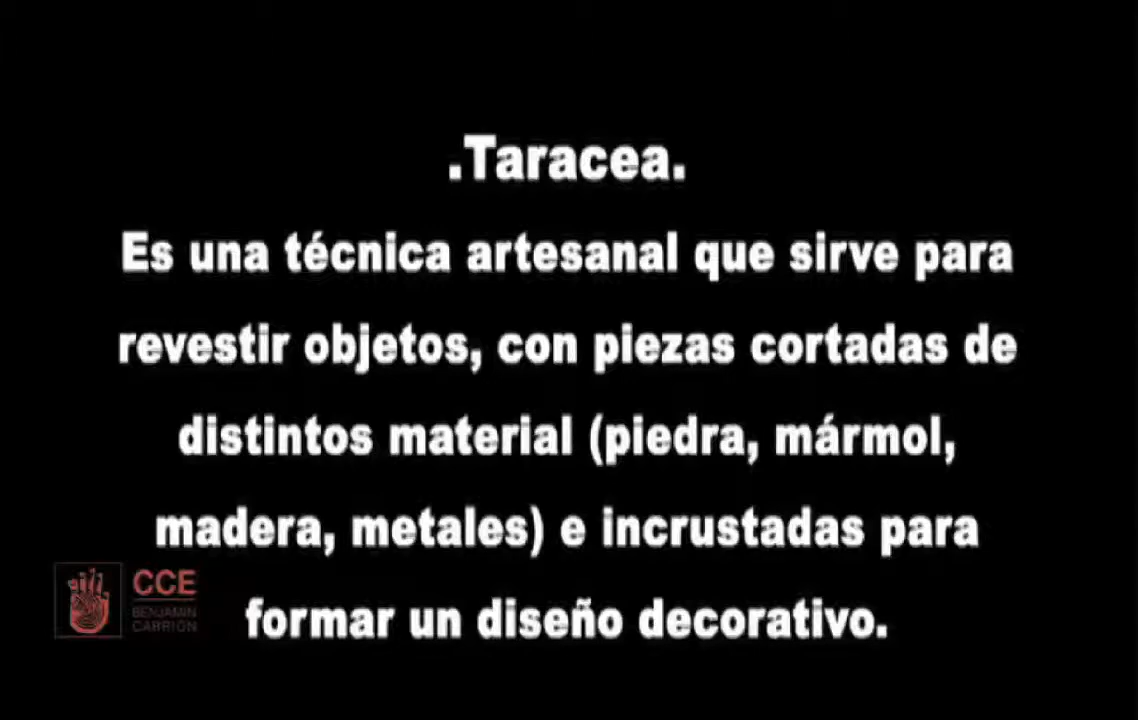 .Taracea.
Es una técnica artesanal que sirve para
revestir objetos, con piezas cortadas de
distintos material (piedra, mármol,
madera, metales) e incrustadas para
formar un diseño decorativo.
CCE
BENJAMIN
CARRIÓN